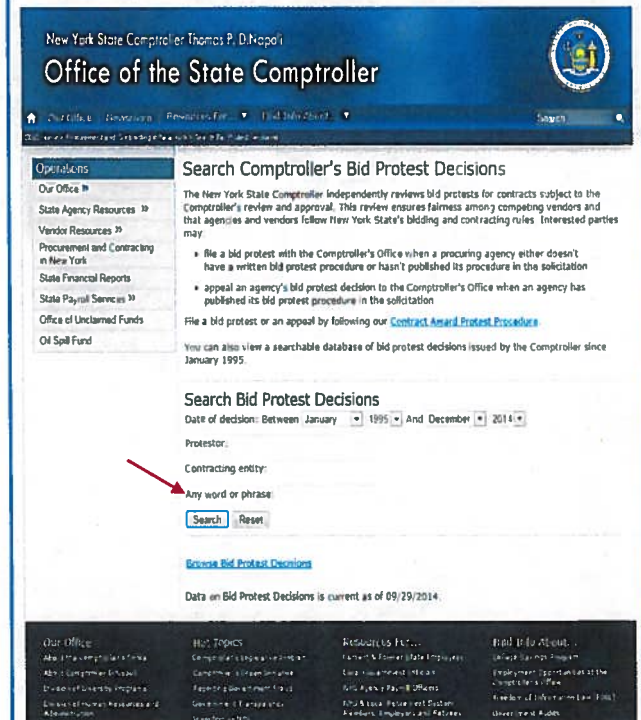 New York State Comptroller Thomas P. DiNapoli
Office of the State Comptroller
Our Office Newsroom Resources For... Find Info About...
Search
Operations
Our Office »
State Agency Resources »
Vendor Resources »
Procurement and Contracting
in New York
State Financial Reports
State Payroll Services »
Office of Unclaimed Funds
Oil Spill Fund
Search Comptroller's Bid Protest Decisions
The New York State Comptroller independently reviews bid protests for contracts subject to the
Comptroller's review and approval. This review ensures fairness among competing vendors and
that agencies and vendors follow New York State's bidding and contracting rules. Interested parties
may:
file a bid protest with the Comptroller's Office when a procuring agency either doesn't
have a written bid protest procedure or hasn't published its procedure in the solicitation
appeal an agency's bid protest decision to the Comptroller's Office when an agency has
published its bid protest procedure in the solicitation
File a bid protest or an appeal by following our Contract Award Protest Procedure.
You can also view a searchable database of bid protest decisions issued by the Comptroller since
January 1995.
Search Bid Protest Decisions
Date of decision: Between January 1995 And December 2014
Protestor:
Contracting entity:
Any word or phrase:
Search Reset
Browse Bid Protest Decisions
Data on Bid Protest Decisions is current as of 09/29/2014.
Our Office
Hot Topics
Resources For...
Find Info About...